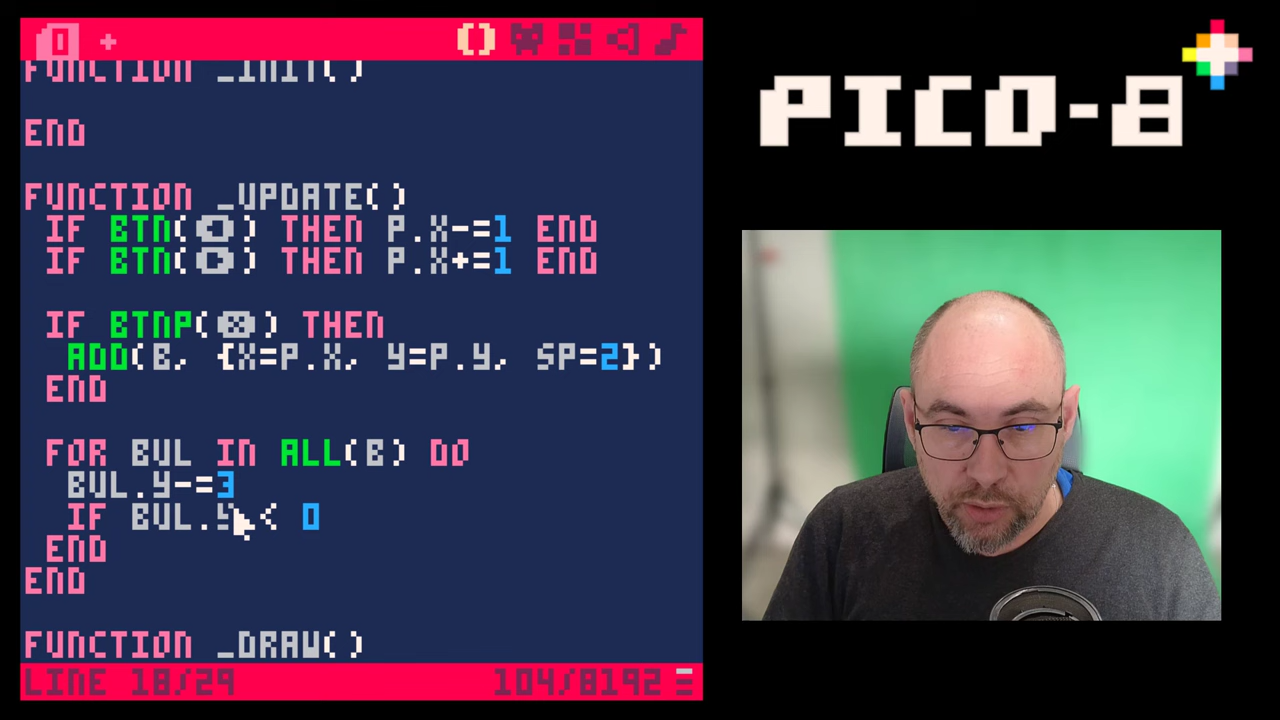 FUNCTION _INIT()
END
FUNCTION _UPDATE()
IF BTN(⬅️) THEN P.X-=1 END
IF BTN(➡️) THEN P.X+=1 END
IF BTNP(❎) THEN
ADD(B, {X=P.X, Y=P.Y, SP=2})
END
FOR BUL IN ALL(B) DO
BUL.Y-=3
IF BUL.Y < 0
END
END
FUNCTION _DRAW()
LINE 18/29 104/8192
PICO-8